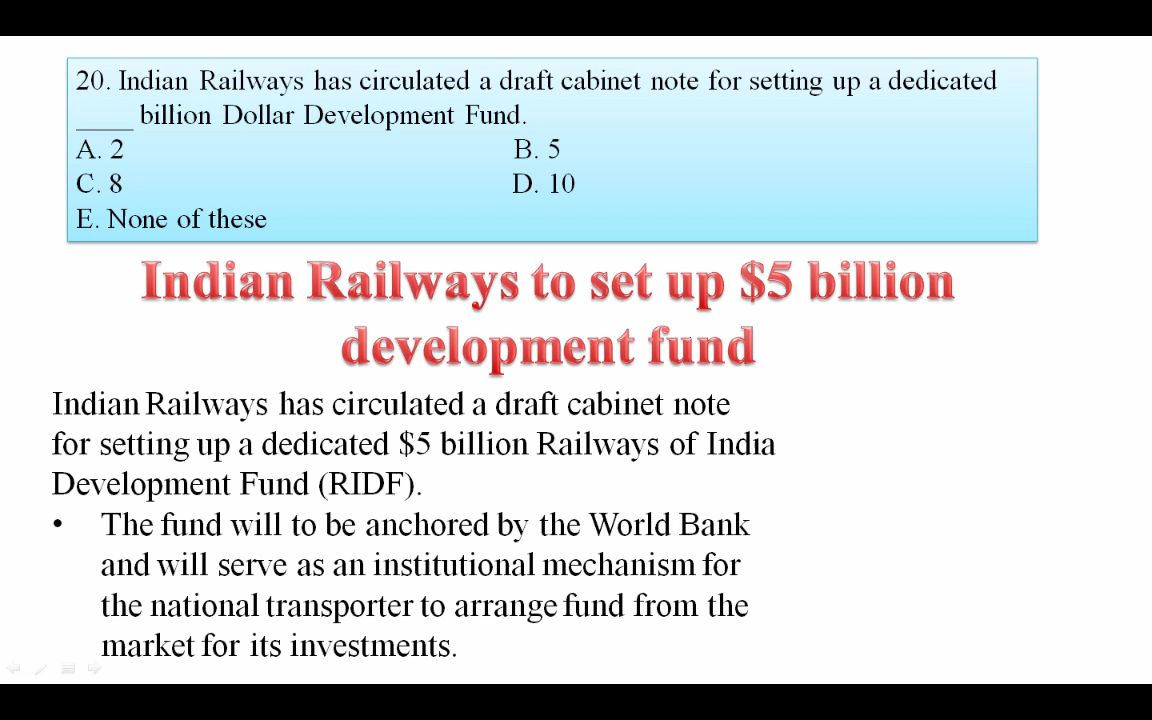 20. Indian Railways has circulated a draft cabinet note for setting up a dedicated
____ billion Dollar Development Fund.
A. 2 B. 5
C. 8 D. 10
E. None of these
Indian Railways to set up $5 billion
development fund
Indian Railways has circulated a draft cabinet note
for setting up a dedicated $5 billion Railways of India
Development Fund (RIDF).
• The fund will to be anchored by the World Bank
and will serve as an institutional mechanism for
the national transporter to arrange fund from the
market for its investments.